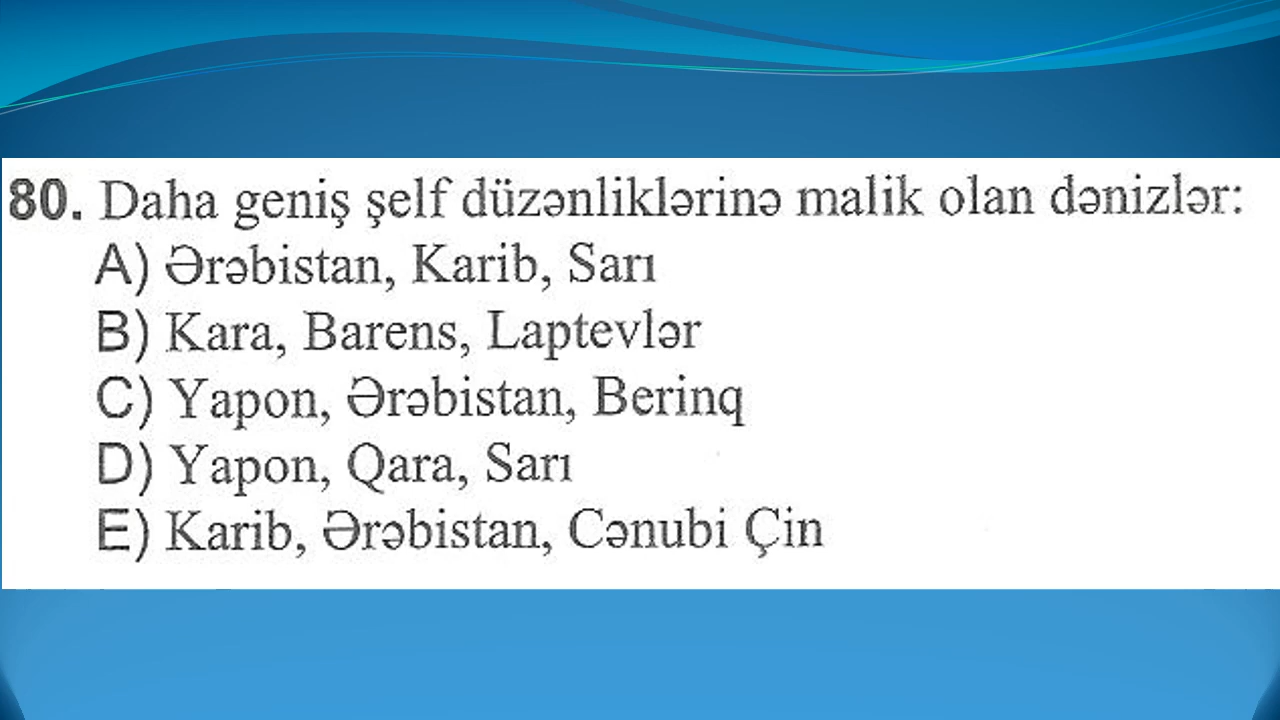 80. Daha geniş şelf düzənliklərinə malik olan dənizlər:
A) Ərəbistan, Karib, Sarı
B) Kara, Barens, Laptevlər
C) Yapon, Ərəbistan, Berinq
D) Yapon, Qara, Sarı
E) Karib, Ərəbistan, Cənubi Çin